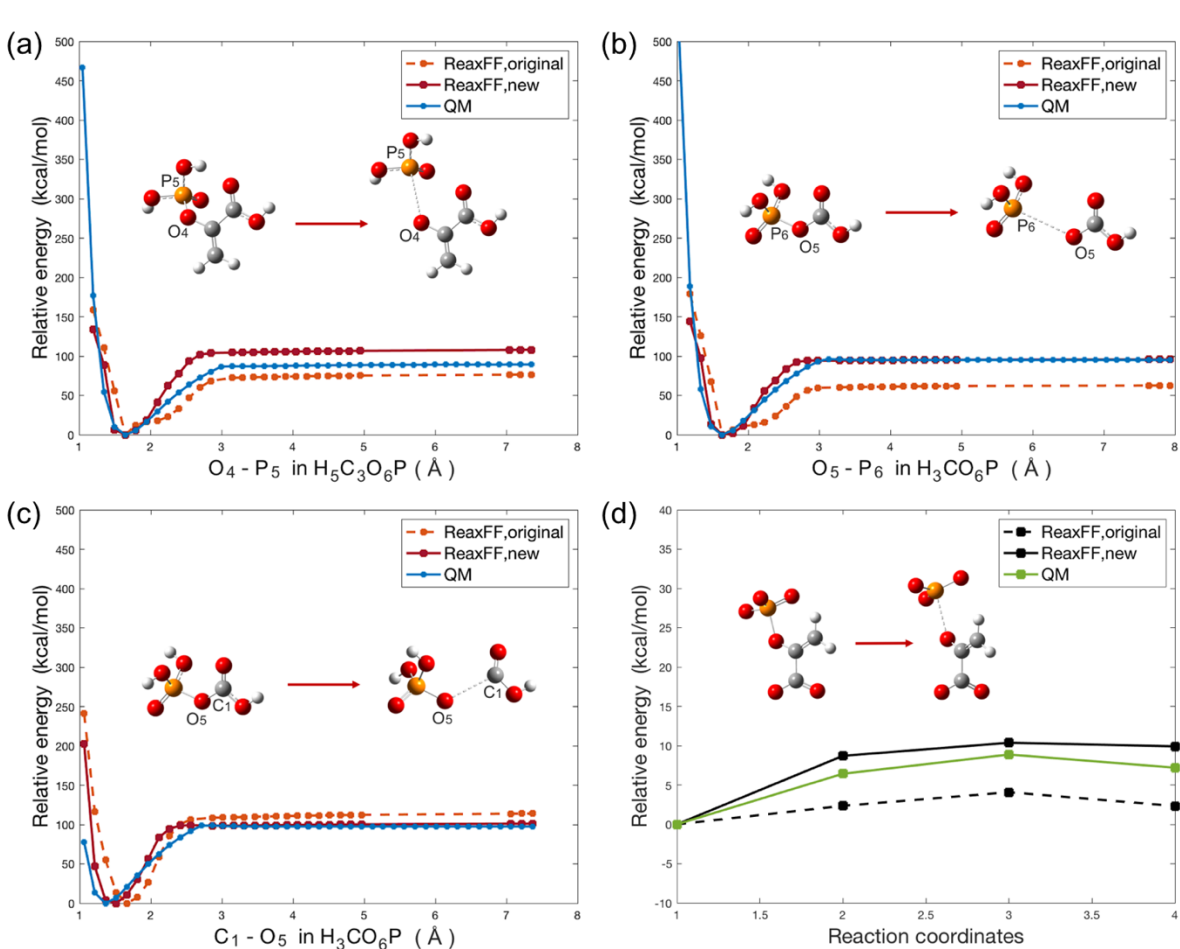 (a)
500
450
400
350
300
250
200
150
100
50
0
Relative energy (kcal/mol)
ReaxFF,original
ReaxFF,new
QM
P5
O4
P5
O4
1 2 3 4 5 6 7 8
O4 - P5 in H5C3O6P ( Å )
(b)
500
450
400
350
300
250
200
150
100
50
0
Relative energy (kcal/mol)
ReaxFF,original
ReaxFF,new
QM
P6
O5
P6
O5
1 2 3 4 5 6 7 8
O5 - P6 in H3CO6P ( Å )
(c)
500
450
400
350
300
250
200
150
100
50
0
Relative energy (kcal/mol)
ReaxFF,original
ReaxFF,new
QM
O5
C1
O5
C1
1 2 3 4 5 6 7 8
C1 - O5 in H3CO6P ( Å )
(d)
40
35
30
25
20
15
10
5
0
-5
-10
Relative energy (kcal/mol)
ReaxFF,original
ReaxFF,new
QM
1 1.5 2 2.5 3 3.5 4
Reaction coordinates